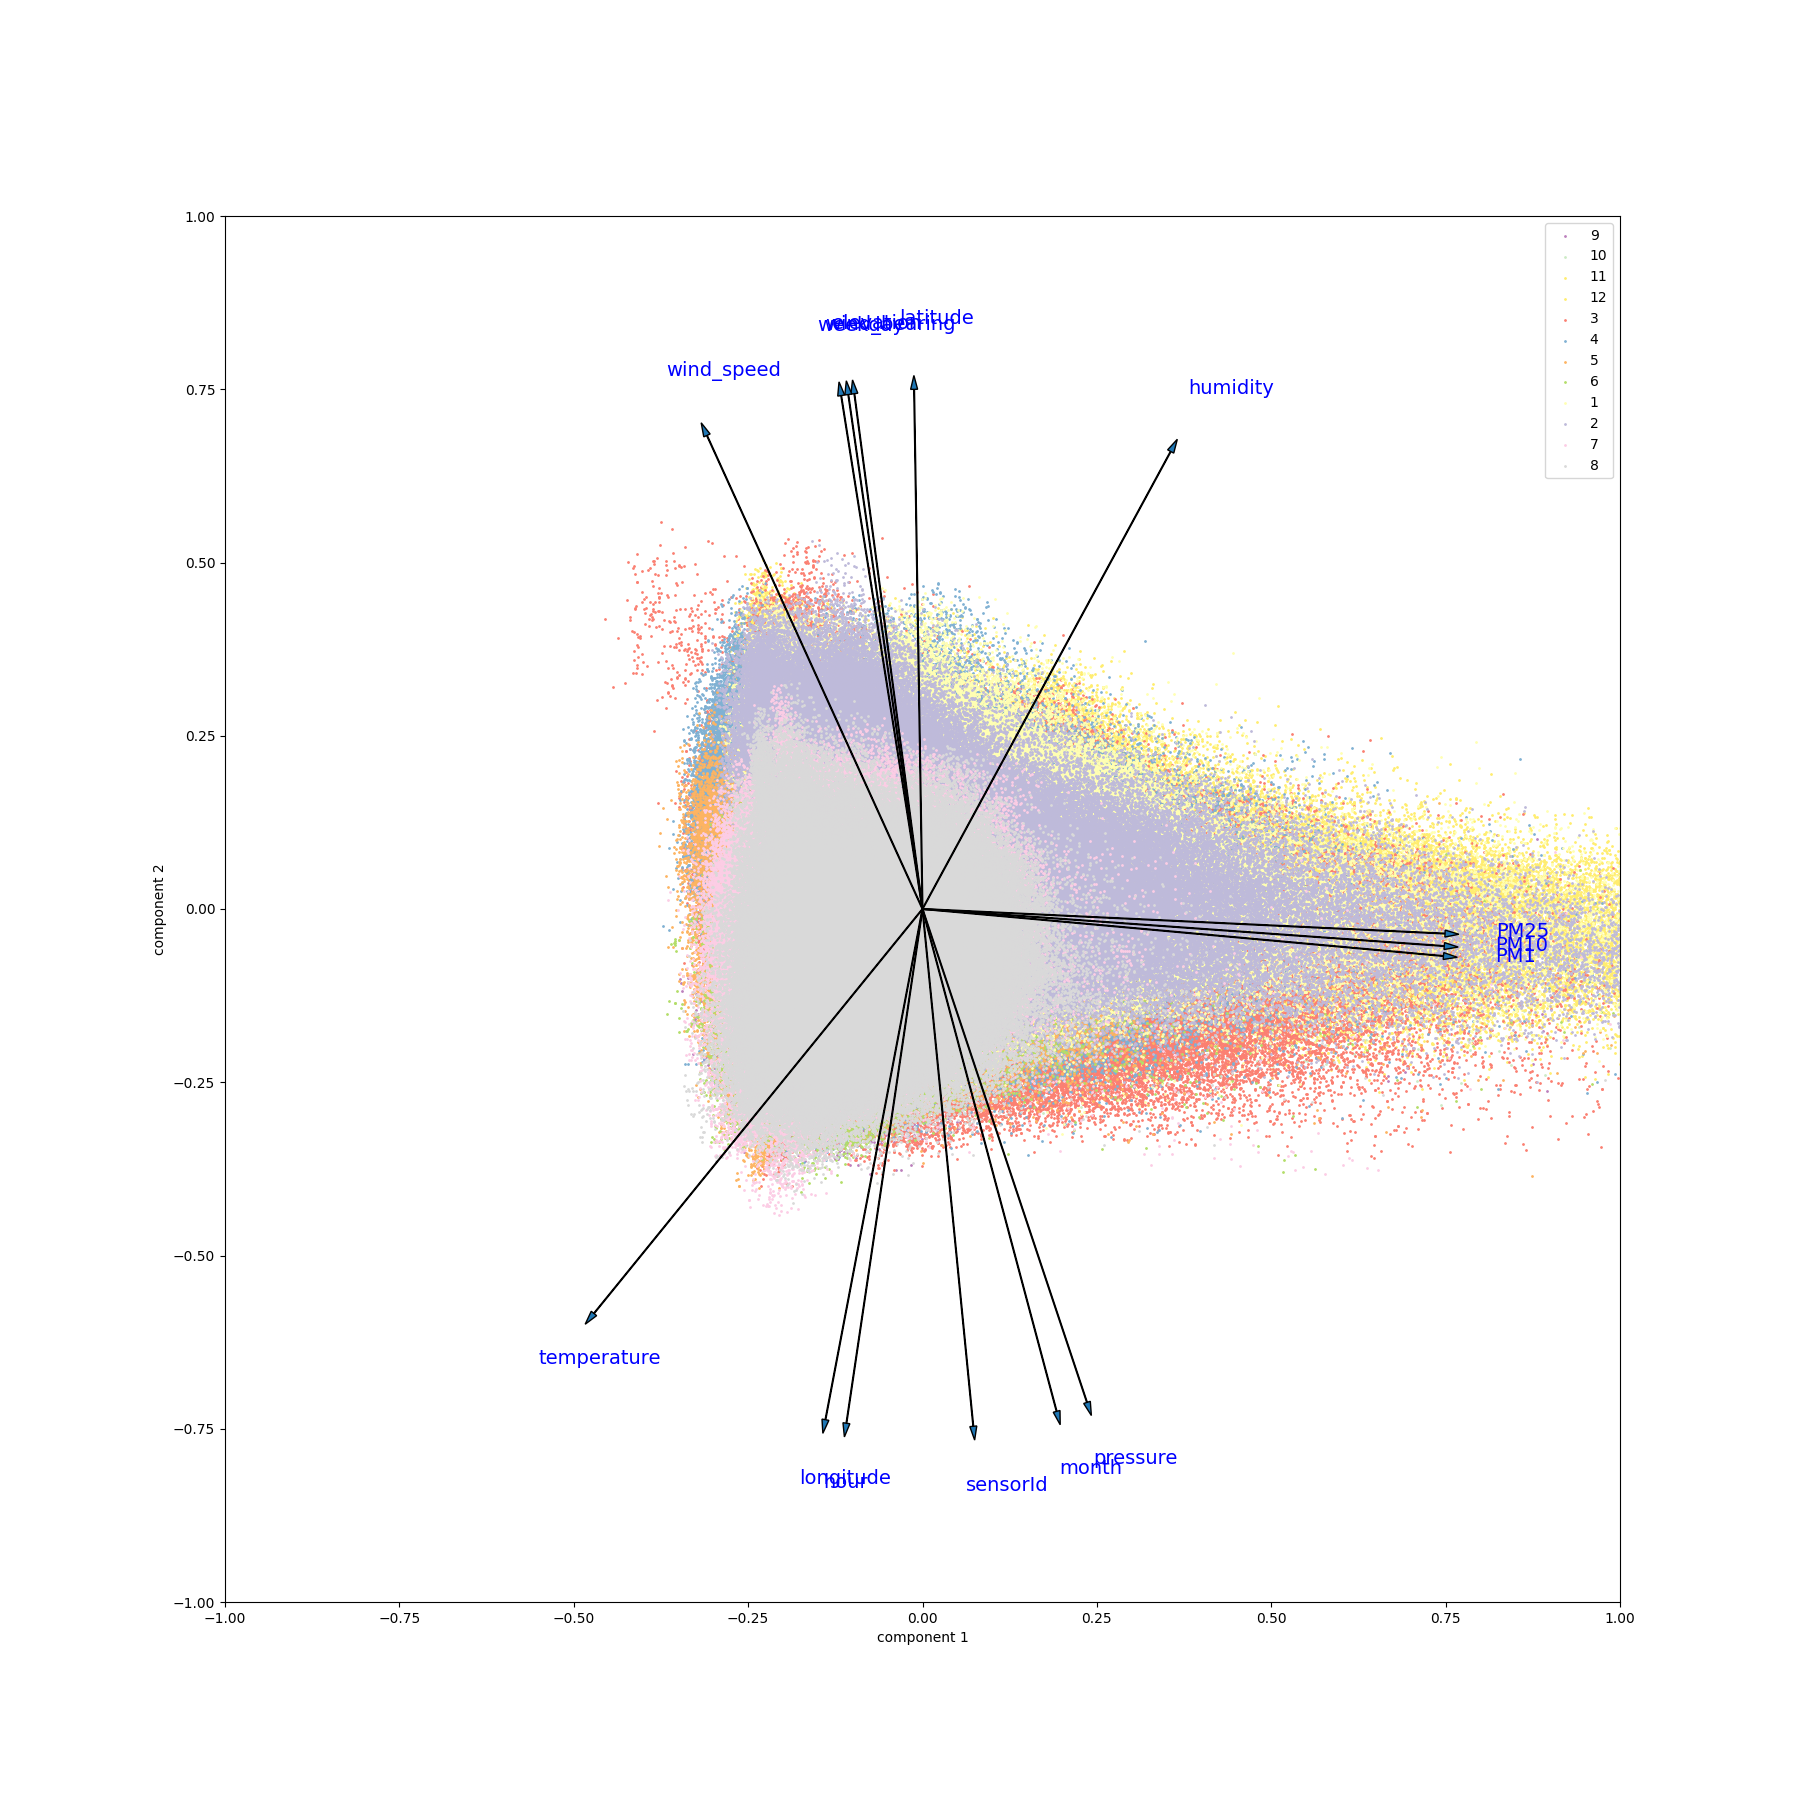 1.00
0.75
0.50
0.25
0.00
−0.25
−0.50
−0.75
−1.00
−1.00
−0.75
−0.50
−0.25
0.00
0.25
0.50
0.75
1.00
component 1
component 2
9
10
11
12
3
4
5
6
1
2
7
8
latitude
wind_speed
humidity
PM25
PM10
PM1
temperature
longitude
hour
sensorId
month
pressure